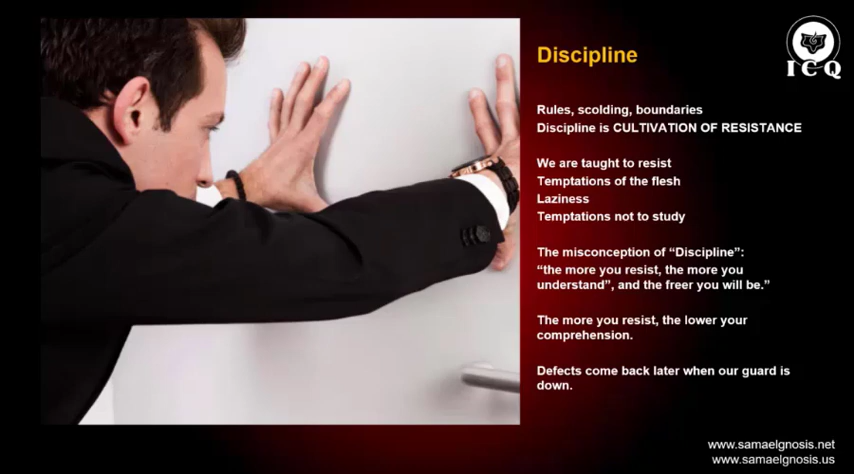 Discipline
I C Q
Rules, scolding, boundaries
Discipline is CULTIVATION OF RESISTANCE
We are taught to resist
Temptations of the flesh
Laziness
Temptations not to study
The misconception of “Discipline”:
“the more you resist, the more you
understand”, and the freer you will be.”
The more you resist, the lower your
comprehension.
Defects come back later when our guard is
down.
www.samaelgnosis.net
www.samaelgnosis.us